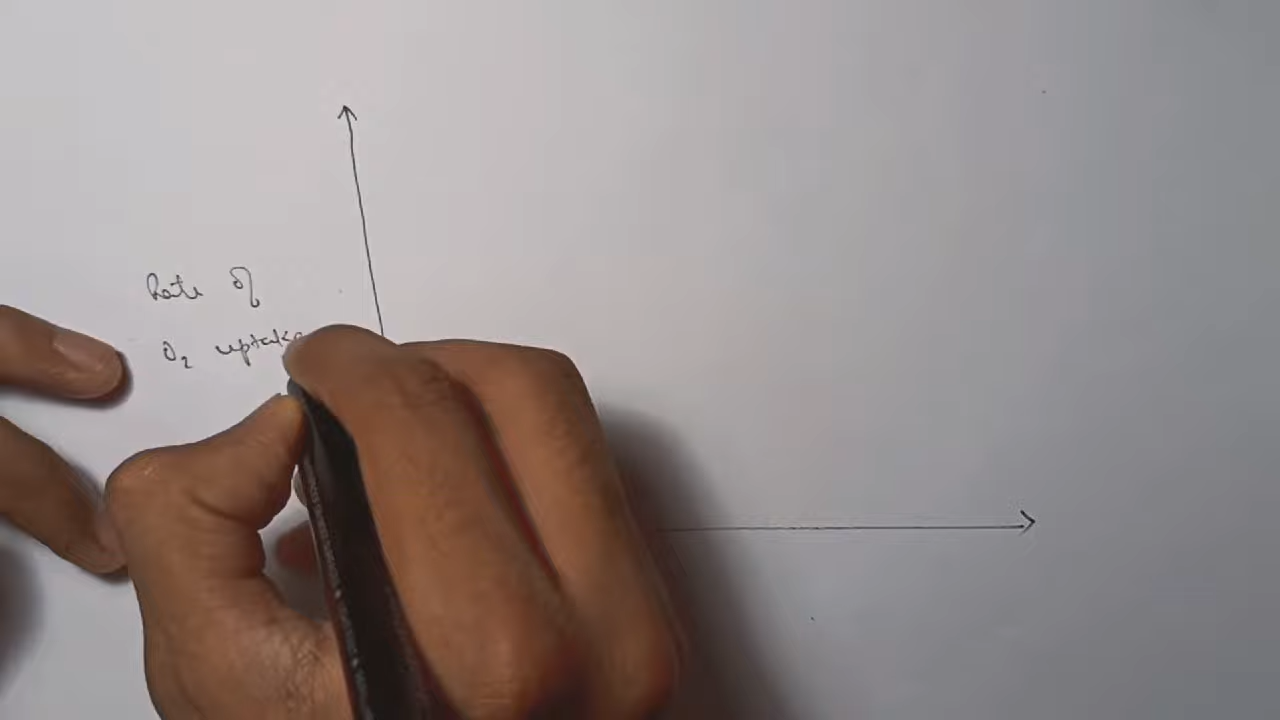 Rate of
O₂ uptake